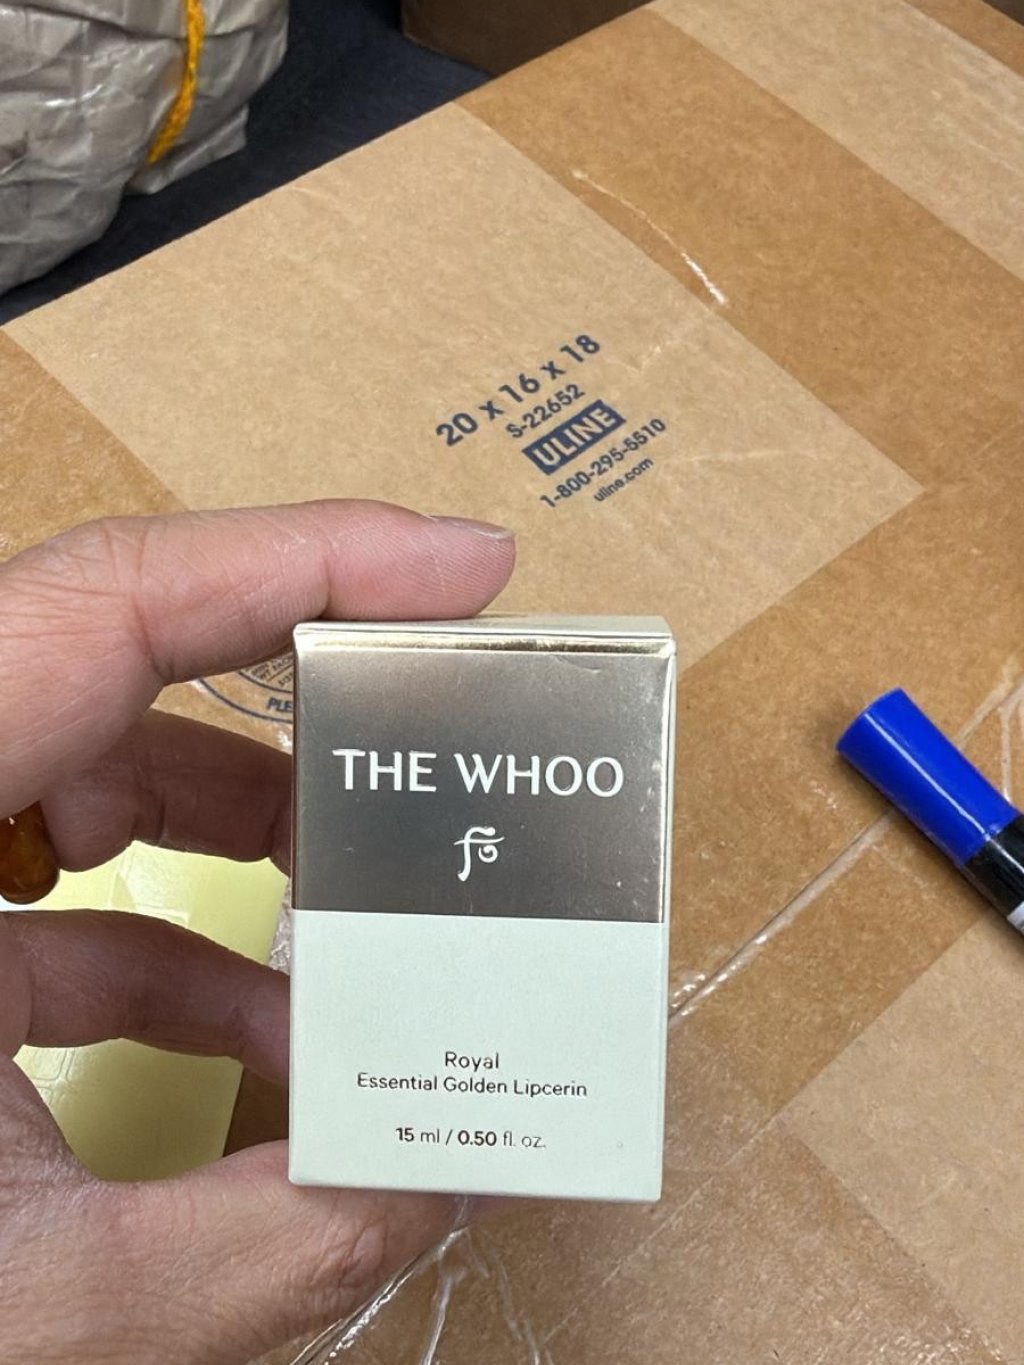 20 x 16 x 18
S-22652
ULINE
1-800-295-5510
uline.com
THE WHOO
Royal
Essential Golden Lipcerin
15 ml / 0.50 fl. oz.